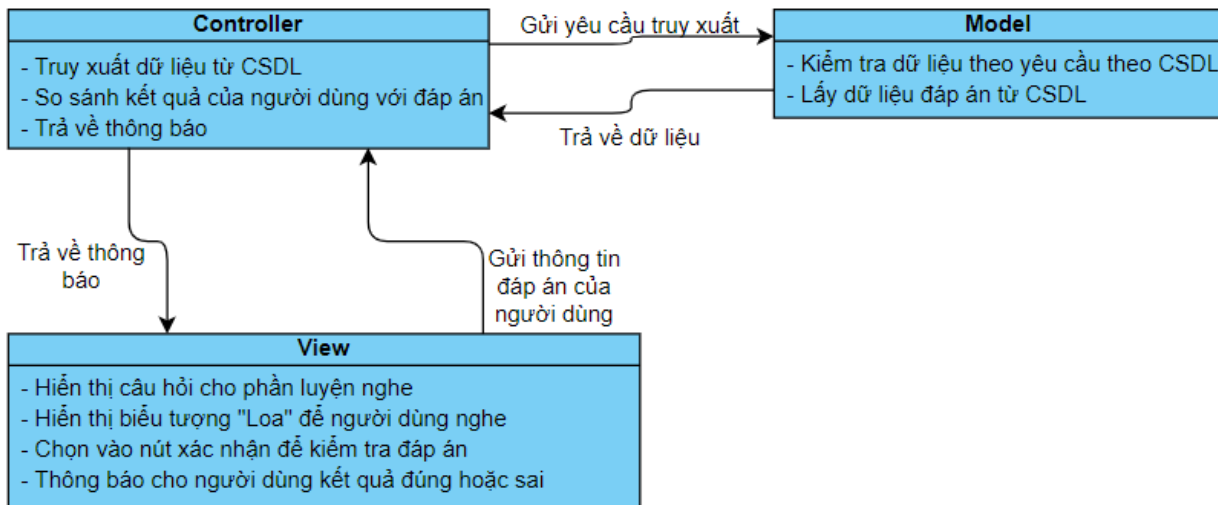 Controller
- Truy xuất dữ liệu từ CSDL
- So sánh kết quả của người dùng với đáp án
- Trả về thông báo
Gửi yêu cầu truy xuất
Trả về dữ liệu
Model
- Kiểm tra dữ liệu theo yêu cầu theo CSDL
- Lấy dữ liệu đáp án từ CSDL
Trả về thông
báo
Gửi thông tin
đáp án của
người dùng
View
- Hiển thị câu hỏi cho phần luyện nghe
- Hiển thị biểu tượng "Loa" để người dùng nghe
- Chọn vào nút xác nhận để kiểm tra đáp án
- Thông báo cho người dùng kết quả đúng hoặc sai